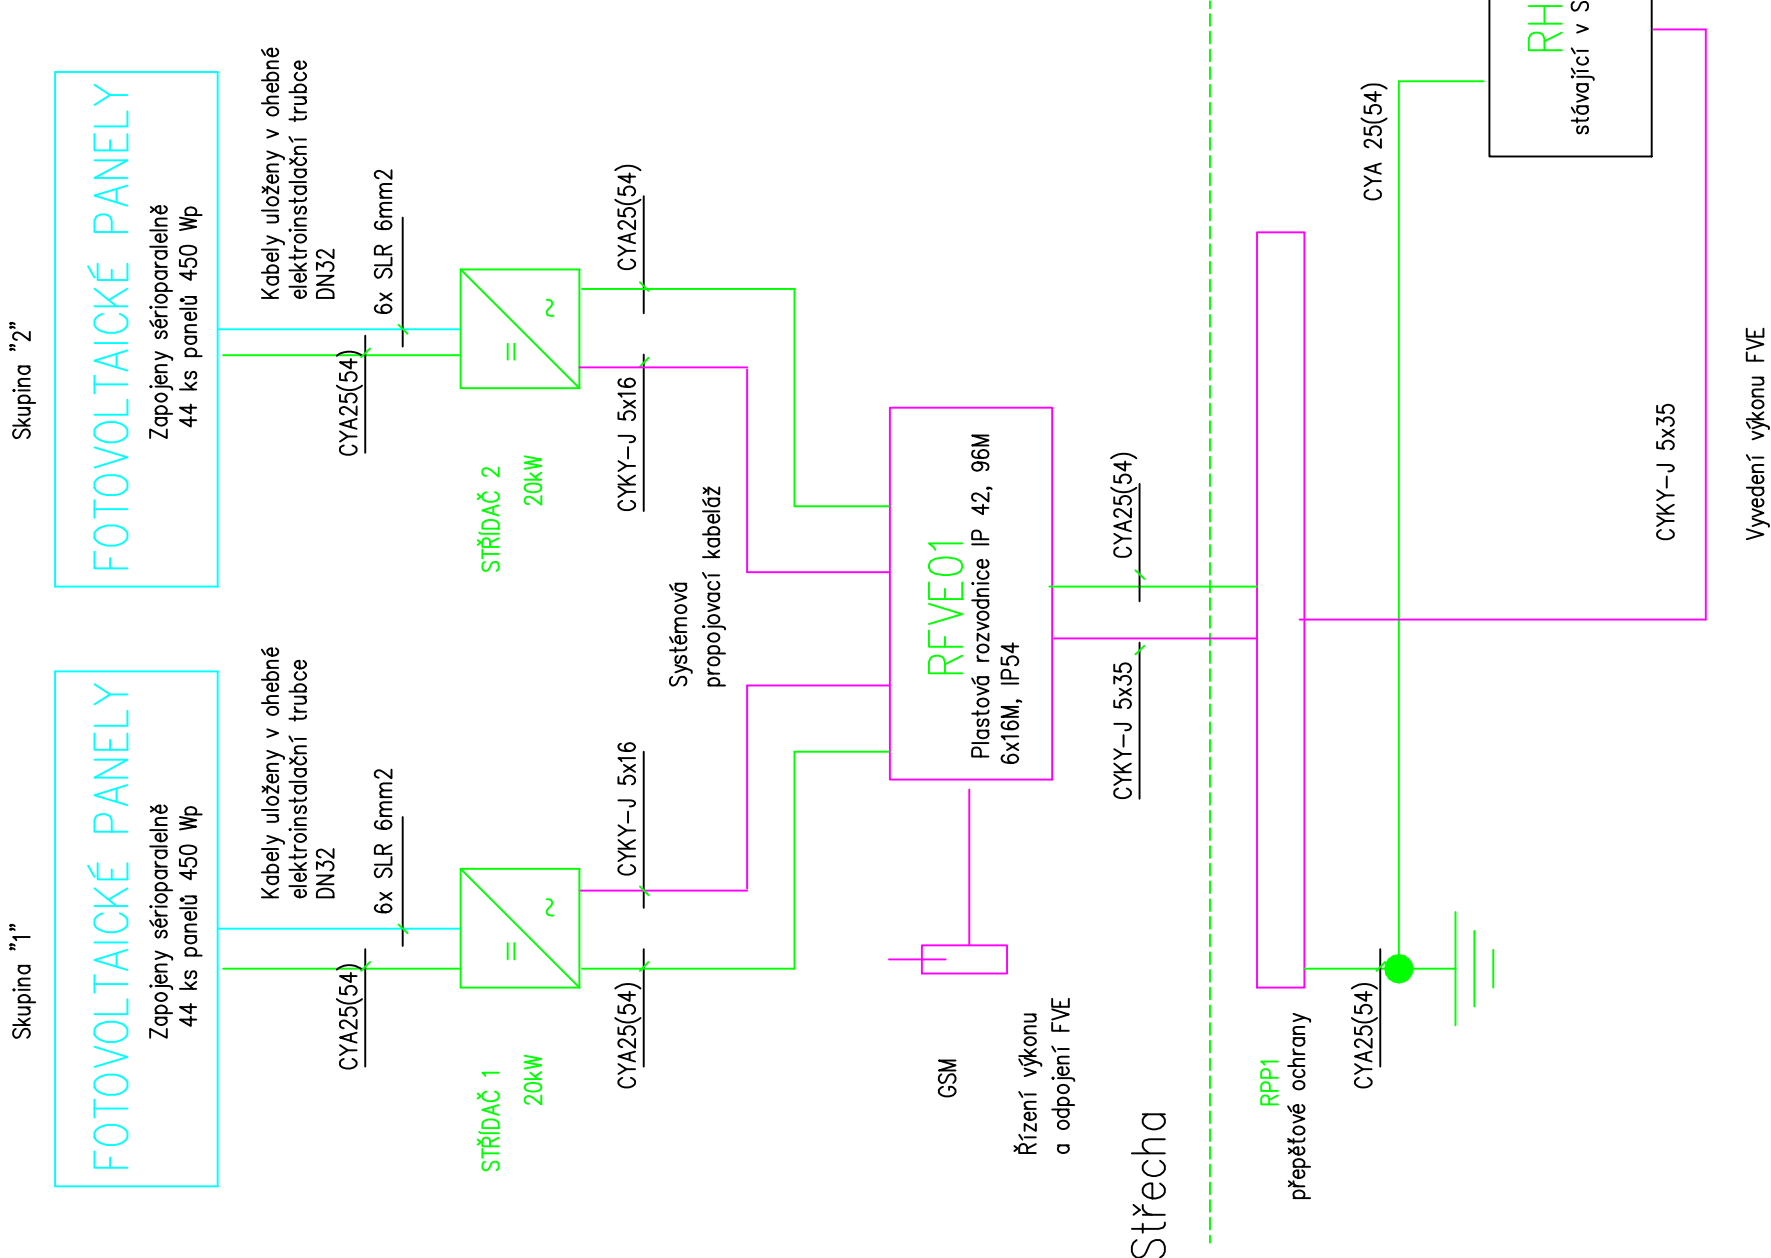 Skupina "1"
FOTOVOLTAICKÉ PANELY
Zapojeny sérioparalelně
44 ks panelů 450 Wp
Kabely uloženy v ohebné
elektroinstalační trubce
DN32
CYA25(54)
6x SLR 6mm2
STŘÍDAČ 1
20kW
=
~
CYA25(54)
CYKY-J 5x16
Skupina "2"
FOTOVOLTAICKÉ PANELY
Zapojeny sérioparalelně
44 ks panelů 450 Wp
Kabely uloženy v ohebné
elektroinstalační trubce
DN32
CYA25(54)
6x SLR 6mm2
STŘÍDAČ 2
20kW
=
~
CYKY-J 5x16
CYA25(54)
Systémová
propojovací kabeláž
RFVE01
Plastová rozvodnice IP 42, 96M
6x16M, IP54
GSM
Řízení výkonu
a odpojení FVE
CYKY-J 5x35
CYA25(54)
Střecha
RPP1
přepěťové ochrany
CYA25(54)
CYA 25(54)
RH
stávající v S
CYKY-J 5x35
Vyvedení výkonu FVE